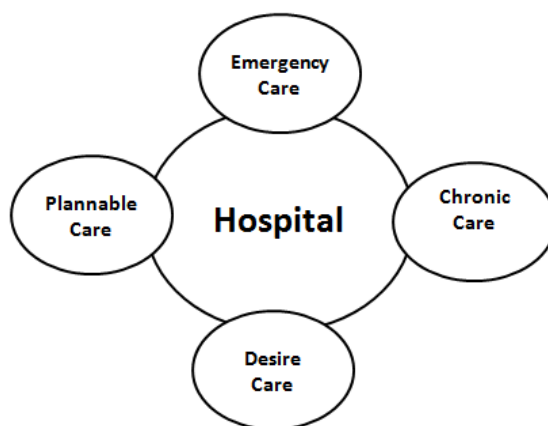 Emergency
Care
Plannable
Care
Hospital
Chronic
Care
Desire
Care